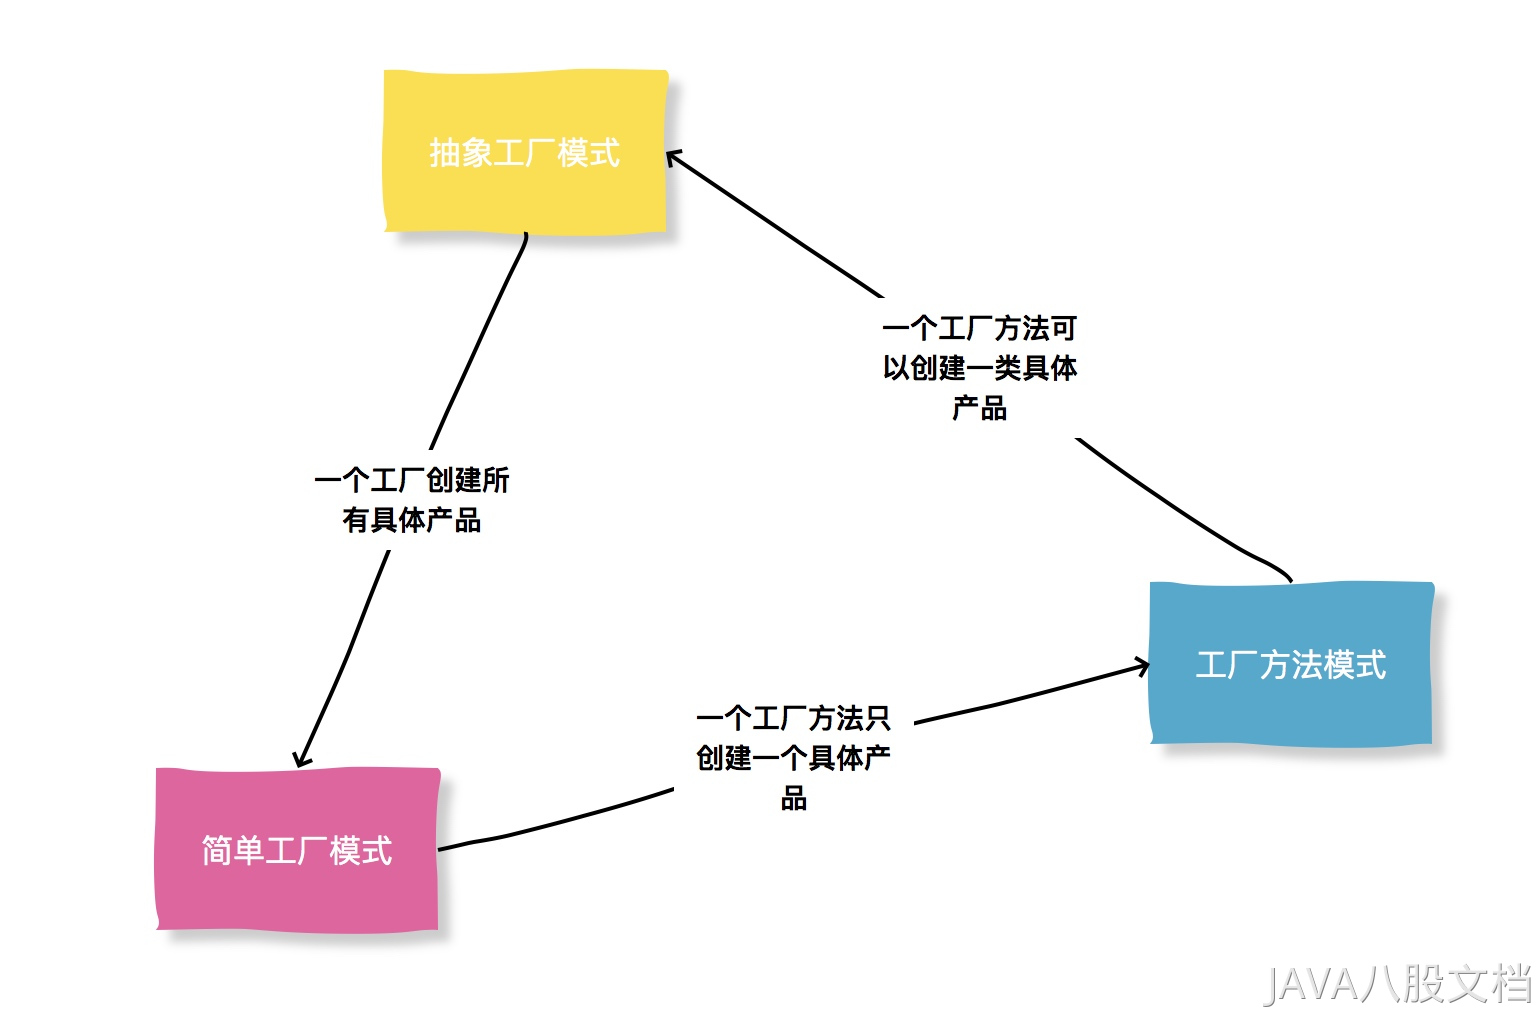 抽象工厂模式
一个工厂方法可
以创建一类具体
产品
一个工厂创建所
有具体产品
工厂方法模式
一个工厂方法只
创建一个具体产
品
简单工厂模式
JAVA八股文档